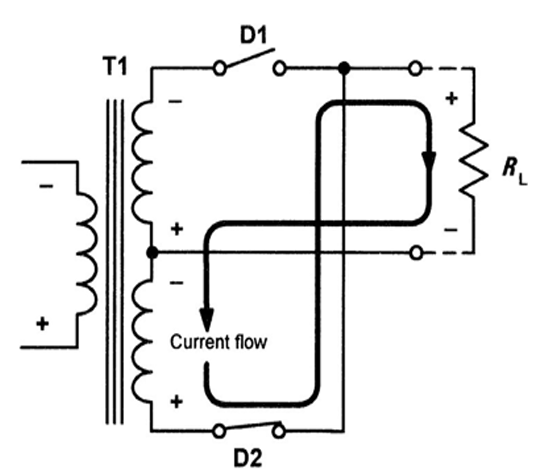 D1
T1
–
+
–
R L
+
–
–
–
+
Current flow
+
D2